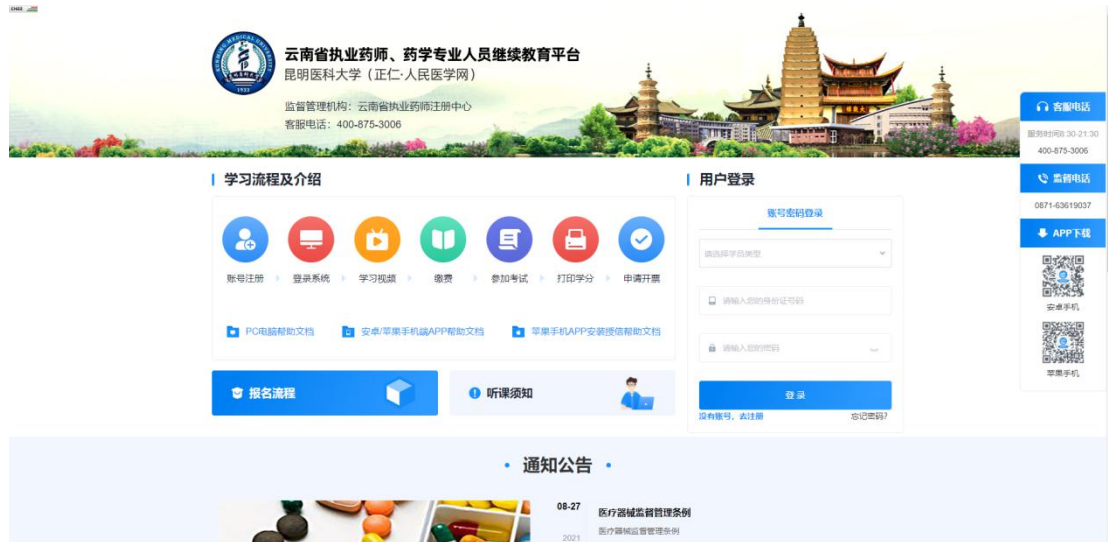 云南省执业药师、药学专业人员继续教育平台
昆明医科大学（正仁·人民医学网）
监督管理机构：云南省执业药师注册中心
客服电话：400-875-3006
客服电话
服务时间8:30-21:30
400-875-3006
监督电话
0871-63619037
APP下载
安卓手机
苹果手机
学习流程及介绍
账号注册
登录系统
学习视频
缴费
参加考试
打印学分
申请开票
PC电脑帮助文档
安卓/苹果手机端APP帮助文档
苹果手机APP安装授信帮助文档
报名流程
听课须知
用户登录
账号密码登录
请选择学员类型
请输入您的身份证号码
请输入您的密码
登 录
没有账号，去注册
忘记密码?
· 通知公告 ·
08-27
2021
医疗器械监督管理条例
医疗器械监督管理条例